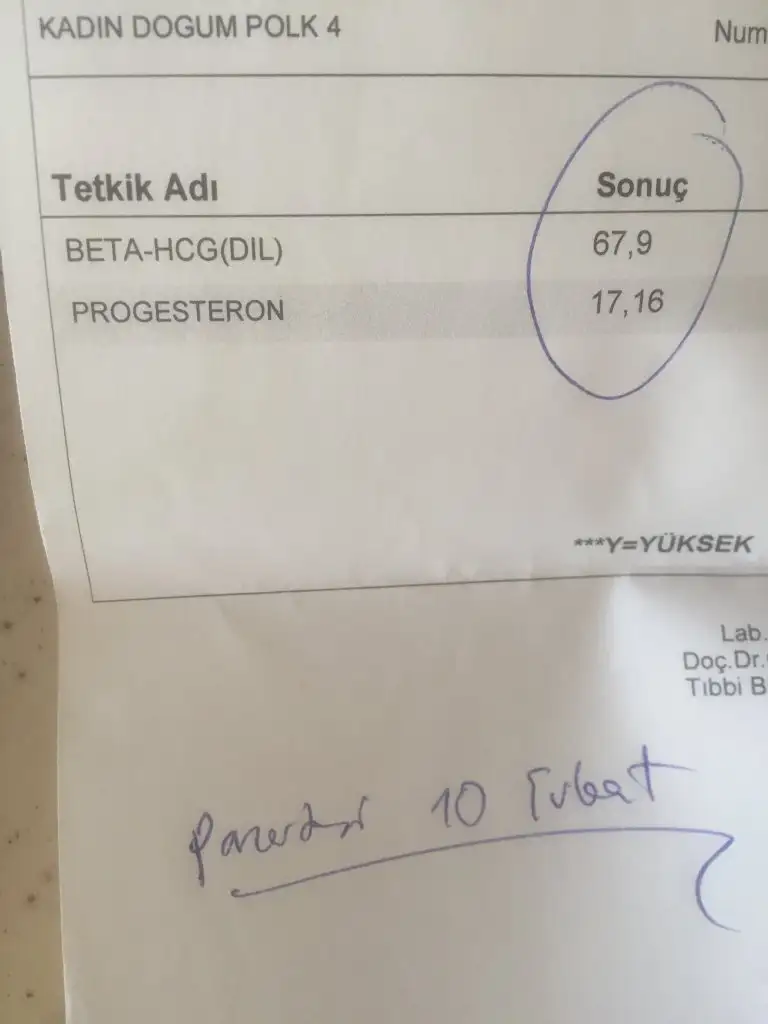 KADIN DOGUM POLK 4
Num
Tetkik Adı
Sonuç
BETA-HCG(DIL)
67,9
PROGESTERON
17,16
***Y=YÜKSEK
Lab.
Doç.Dr.
Tıbbi B
Pazartesi 10 Şubat